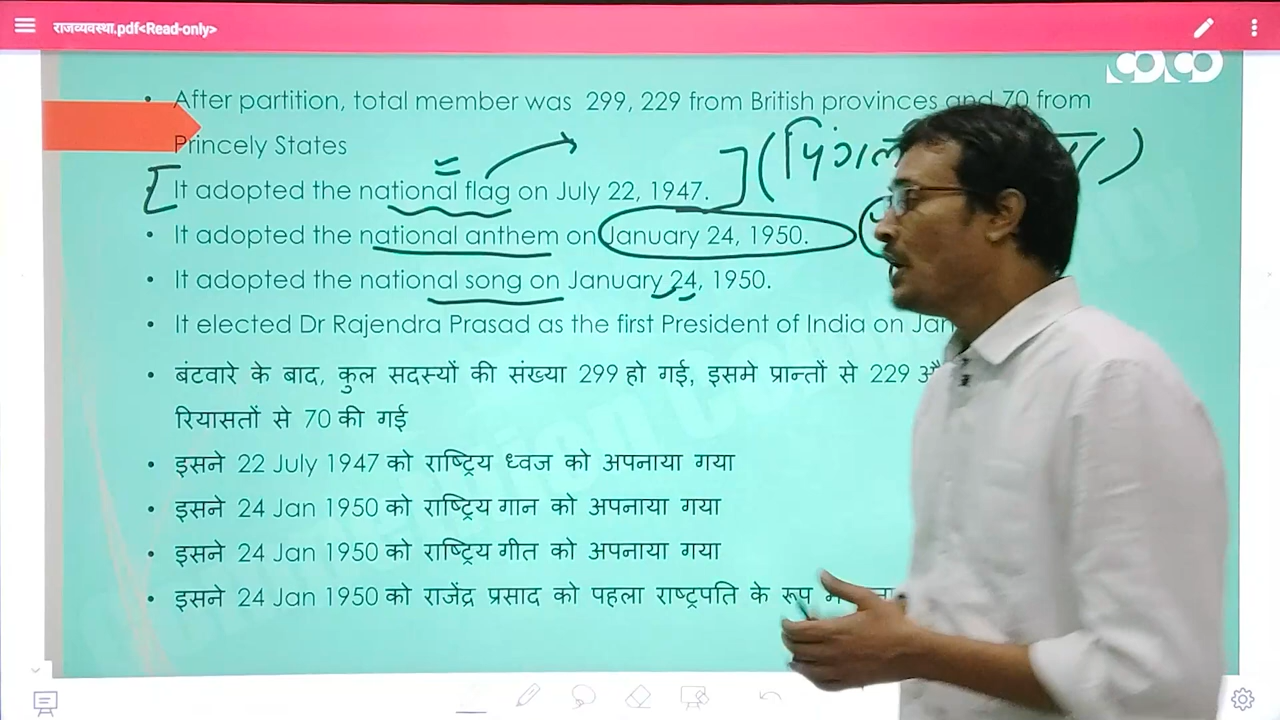 राजव्यवस्था.pdf<Read-only>
• After partition, total member was 299, 229 from British provinces and 70 from
Princely States
It adopted the national flag on July 22, 1947.
• It adopted the national anthem on January 24, 1950.
• It adopted the national song on January 24, 1950.
• It elected Dr Rajendra Prasad as the first President of India on
• बंटवारे के बाद, कुल सदस्यों की संख्या 299 हो गई, इसमे प्रान्तों से 229
रियासतों से 70 की गई
• इसने 22 July 1947 को राष्ट्रिय ध्वज को अपनाया गया
• इसने 24 Jan 1950 को राष्ट्रिय गान को अपनाया गया
• इसने 24 Jan 1950 को राष्ट्रिय गीत को अपनाया गया
• इसने 24 Jan 1950 को राजेंद्र प्रसाद को पहला राष्ट्रपति के रूप